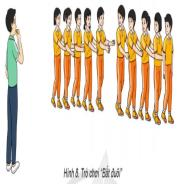 Hình 8. Trò chơi "Bắt đuôi"